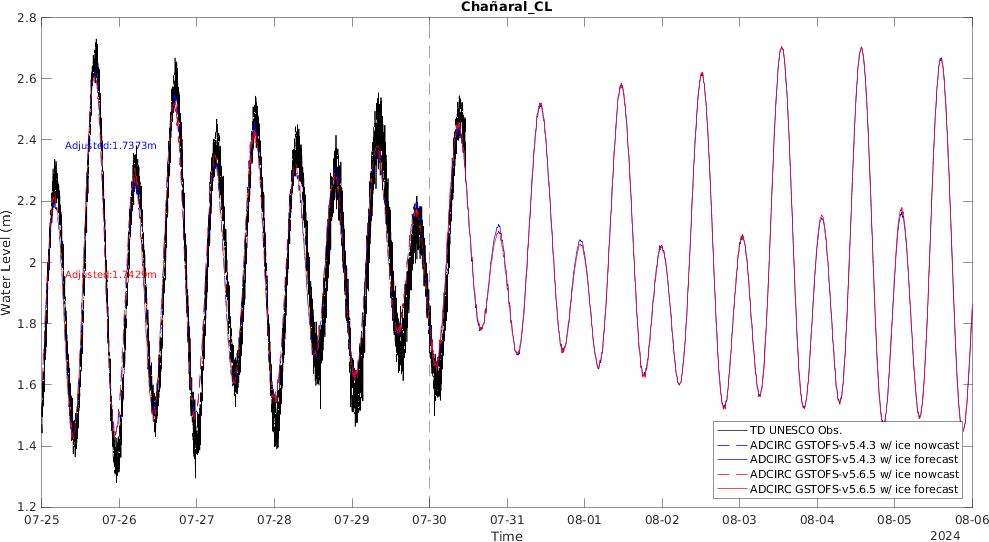 Chañaral_CL
2.8
2.6
2.4
2.2
2
1.8
1.6
1.4
1.2
Water Level (m)
Adjusted:1.7373m
Adjusted:1.7429m
TD UNESCO Obs.
ADCIRC GSTOFS-v5.4.3 w/ ice nowcast
ADCIRC GSTOFS-v5.4.3 w/ ice forecast
ADCIRC GSTOFS-v5.6.5 w/ ice nowcast
ADCIRC GSTOFS-v5.6.5 w/ ice forecast
07-25 07-26 07-27 07-28 07-29 07-30 07-31 08-01 08-02 08-03 08-04 08-05 08-06
Time
2024